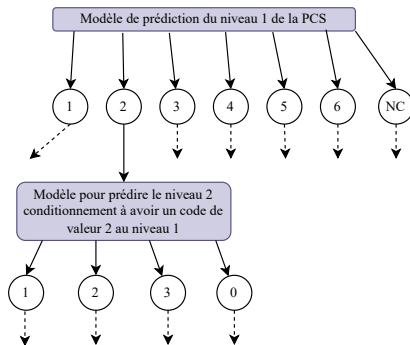 Modèle de prédiction du niveau 1 de la PCS
1 2 3 4 5 6 NC
Modèle pour prédire le niveau 2
conditionnement à avoir un code de
valeur 2 au niveau 1
1 2 3 0